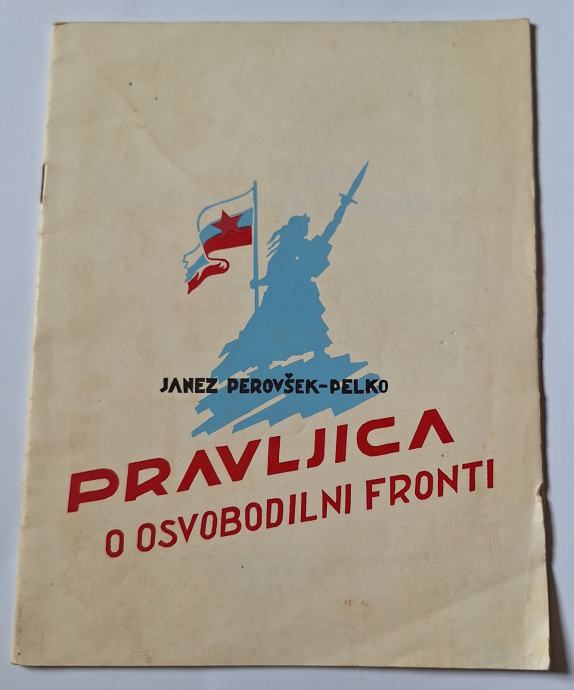 JANEZ PEROVŠEK-PELKO
PRAVLJICA
O OSVOBODILNI FRONTI